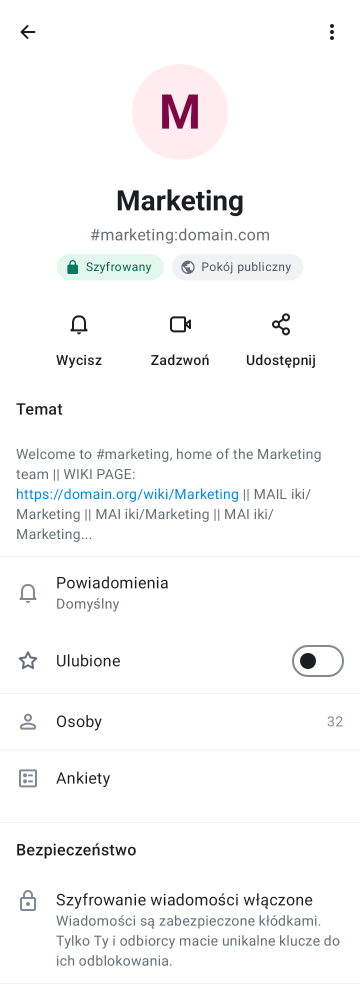 M
Marketing
#marketing:domain.com
Szyfrowany
Pokój publiczny
Wycisz
Zadzwoń
Udostępnij
Temat
Welcome to #marketing, home of the Marketing
team || WIKI PAGE:
https://domain.org/wiki/Marketing || MAIL iki/
Marketing || MAI iki/Marketing || MAI iki/
Marketing...
Powiadomienia
Domyślny
Ulubione
Osoby
32
Ankiety
Bezpieczeństwo
Szyfrowanie wiadomości włączone
Wiadomości są zabezpieczone kłódkami.
Tylko Ty i odbiorcy macie unikalne klucze do
ich odblokowania.